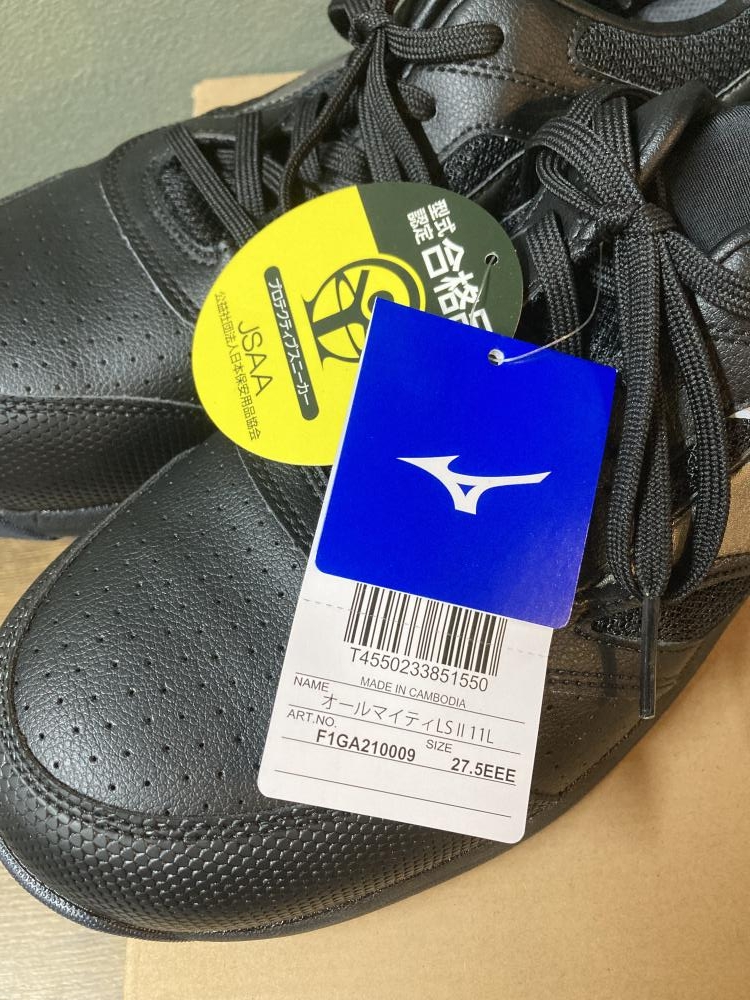 型式
認定
合格
プロテクティブスニーカー
JSAA
公益社団法人日本保安用品協会
T4550233851550
MADE IN CAMBODIA
NAME オールマイティLSⅡ11L
ART.NO. SIZE
F1GA210009 27.5EEE